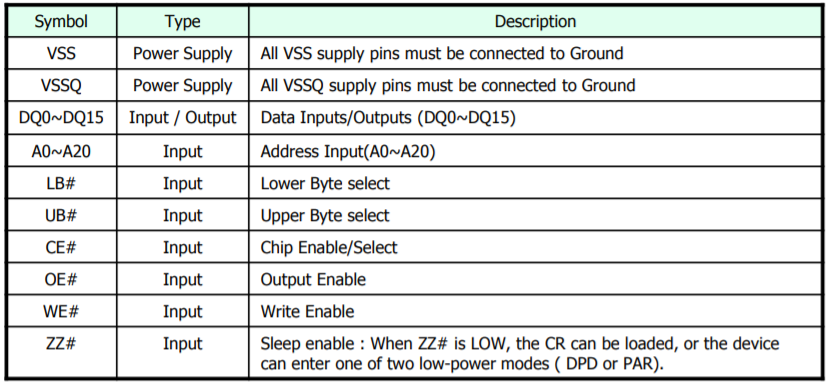 Symbol Type Description
VSS Power Supply All VSS supply pins must be connected to Ground
VSSQ Power Supply All VSSQ supply pins must be connected to Ground
DQ0~DQ15 Input / Output Data Inputs/Outputs (DQ0~DQ15)
A0~A20 Input Address Input(A0~A20)
LB# Input Lower Byte select
UB# Input Upper Byte select
CE# Input Chip Enable/Select
OE# Input Output Enable
WE# Input Write Enable
ZZ# Input Sleep enable : When ZZ# is LOW, the CR can be loaded, or the device
can enter one of two low-power modes ( DPD or PAR).